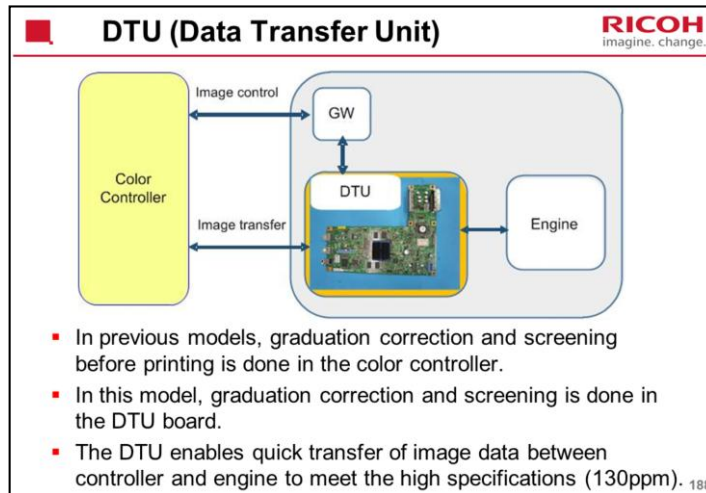 DTU (Data Transfer Unit)
RICOH
imagine. change.
Image control
GW
Color
Controller
DTU
Image transfer
Engine
In previous models, graduation correction and screening
before printing is done in the color controller.
In this model, graduation correction and screening is done in
the DTU board.
The DTU enables quick transfer of image data between
controller and engine to meet the high specifications (130ppm).